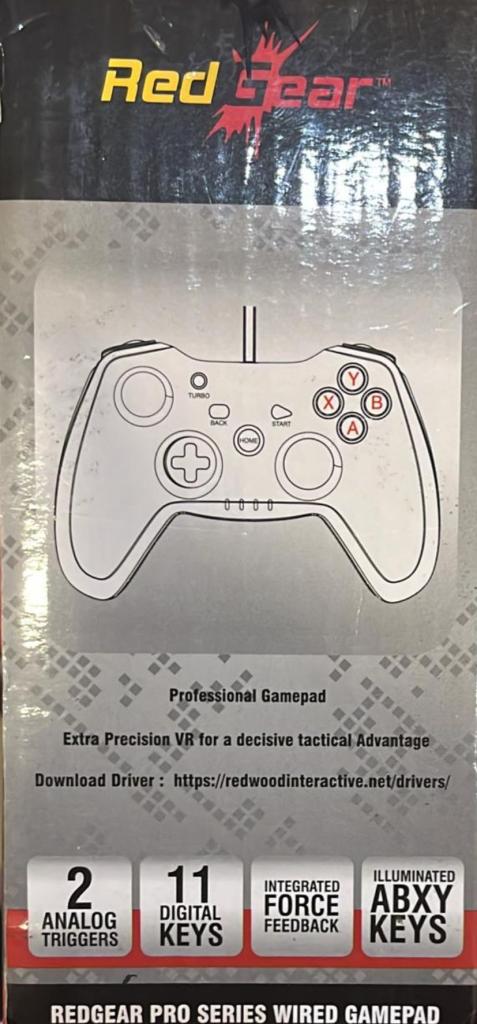 Red Gear™
TURBO
BACK
START
HOME
Y
X
B
A
Professional Gamepad
Extra Precision VR for a decisive tactical Advantage
Download Driver : https://redwoodinteractive.net/drivers/
2
ANALOG
TRIGGERS
11
DIGITAL
KEYS
INTEGRATED
FORCE
FEEDBACK
ILLUMINATED
ABXY
KEYS
REDGEAR PRO SERIES WIRED GAMEPAD